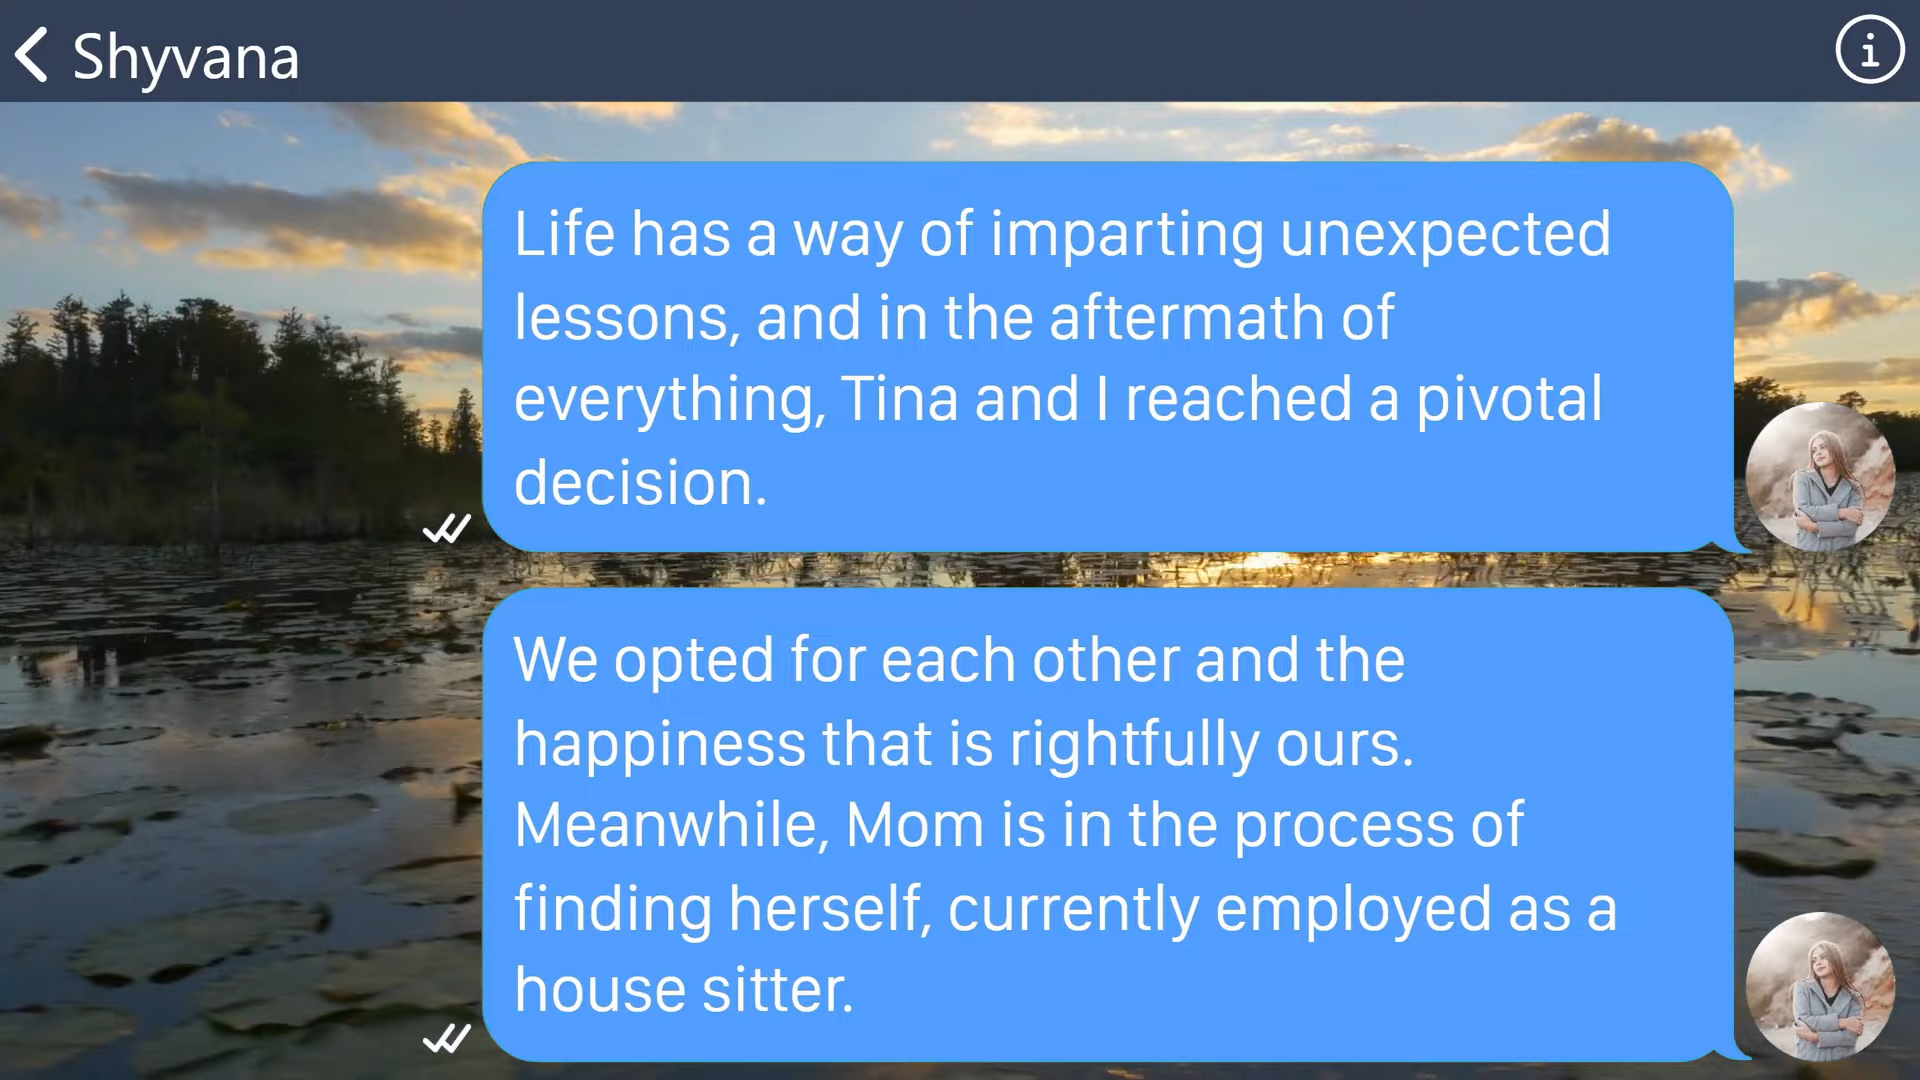 Shyvana
Life has a way of imparting unexpected
lessons, and in the aftermath of
everything, Tina and I reached a pivotal
decision.
We opted for each other and the
happiness that is rightfully ours.
Meanwhile, Mom is in the process of
finding herself, currently employed as a
house sitter.